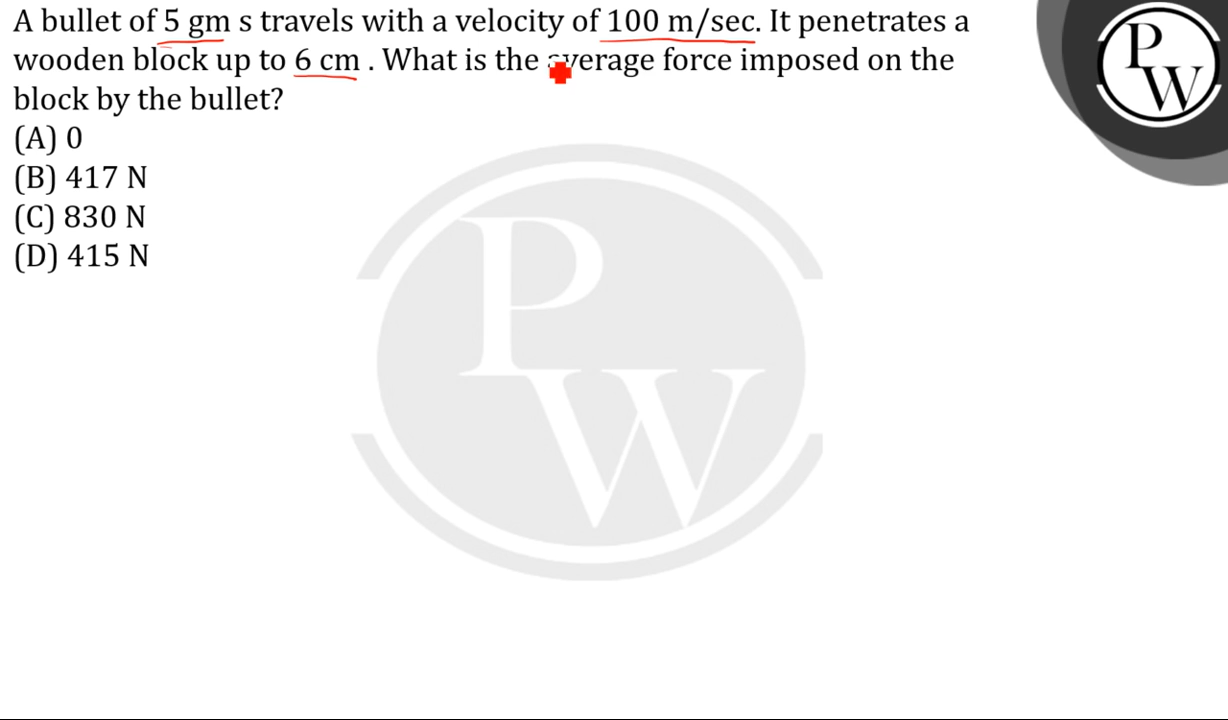 A bullet of 5 gm s travels with a velocity of 100 m/sec. It penetrates a
wooden block up to 6 cm . What is the average force imposed on the
block by the bullet?
(A) 0
(B) 417 N
(C) 830 N
(D) 415 N
P
W
P
W